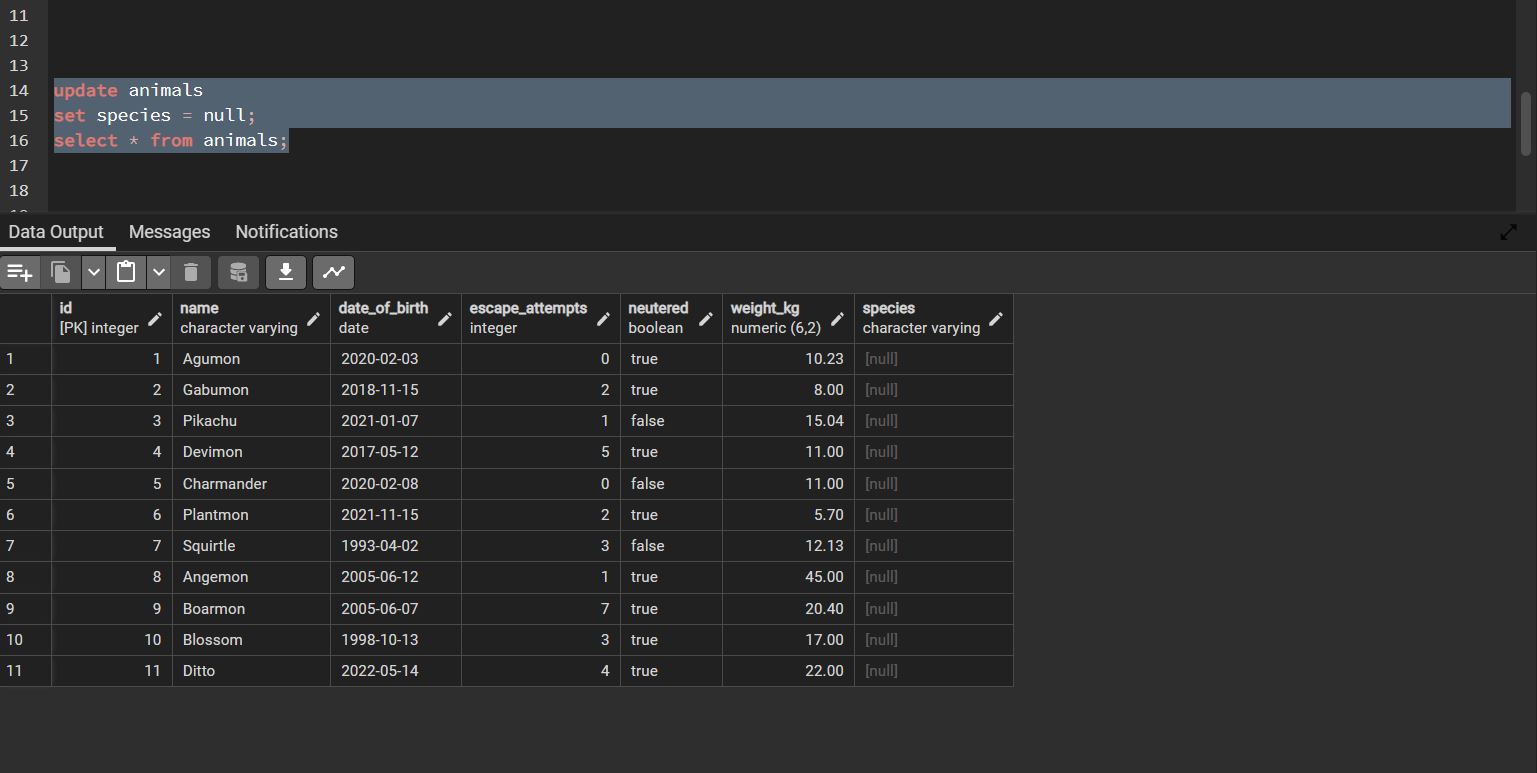 11
12
13
14 update animals
15 set species = null;
16 select * from animals;
17
18
Data Output Messages Notifications
id name date_of_birth escape_attempts neutered weight_kg species
[PK] integer character varying date integer boolean numeric (6,2) character varying
1 1 Agumon 2020-02-03 0 true 10.23 [null]
2 2 Gabumon 2018-11-15 2 true 8.00 [null]
3 3 Pikachu 2021-01-07 1 false 15.04 [null]
4 4 Devimon 2017-05-12 5 true 11.00 [null]
5 5 Charmander 2020-02-08 0 false 11.00 [null]
6 6 Plantmon 2021-11-15 2 true 5.70 [null]
7 7 Squirtle 1993-04-02 3 false 12.13 [null]
8 8 Angemon 2005-06-12 1 true 45.00 [null]
9 9 Boarmon 2005-06-07 7 true 20.40 [null]
10 10 Blossom 1998-10-13 3 true 17.00 [null]
11 11 Ditto 2022-05-14 4 true 22.00 [null]